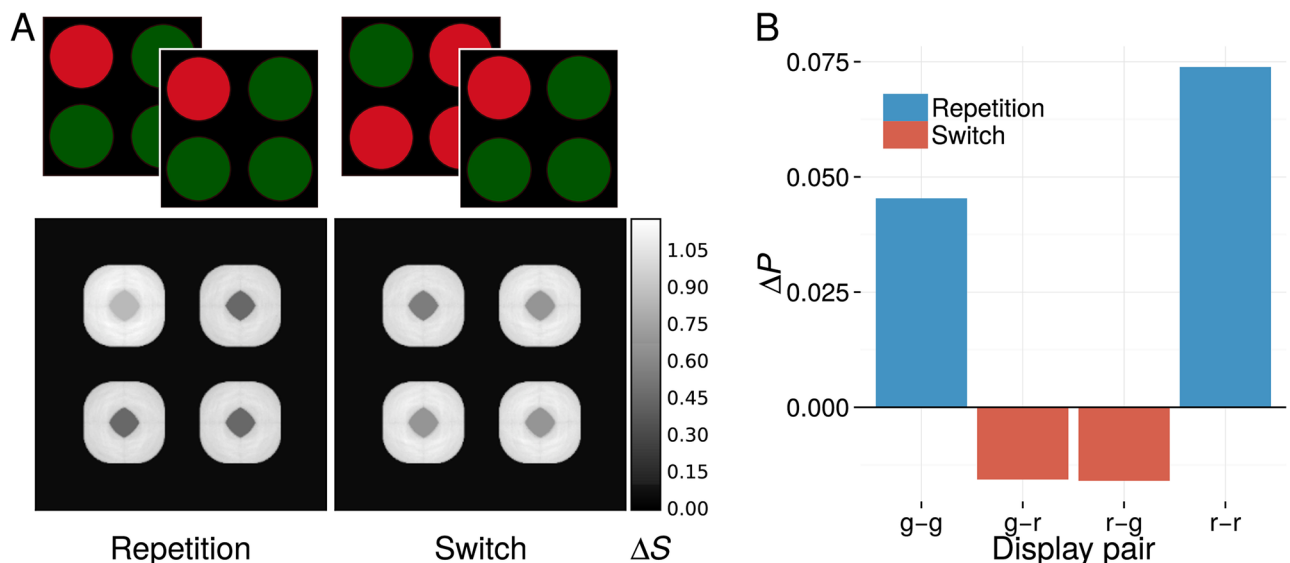 A
1.05
0.90
0.75
0.60
0.45
0.30
0.15
0.00
Repetition
Switch
ΔS
B
0.075
0.050
0.025
0.000
ΔP
Repetition
Switch
g-g
g-r
r-g
r-r
Display pair